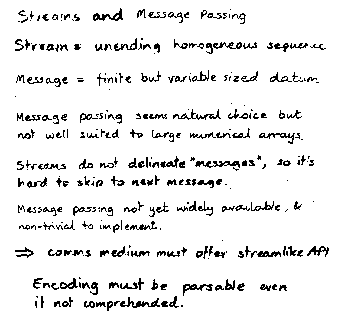 Streams and Message Passing
Stream = unending homogeneous sequence
Message = finite but variable sized datum
Message passing seems natural choice but
not well suited to large numerical arrays.
Streams do not delineate "messages", so it's
hard to skip to next message.
Message passing not yet widely available, &
non-trivial to implement.
⇒ comms medium must offer streamlike API
Encoding must be parsable even
if not comprehended.